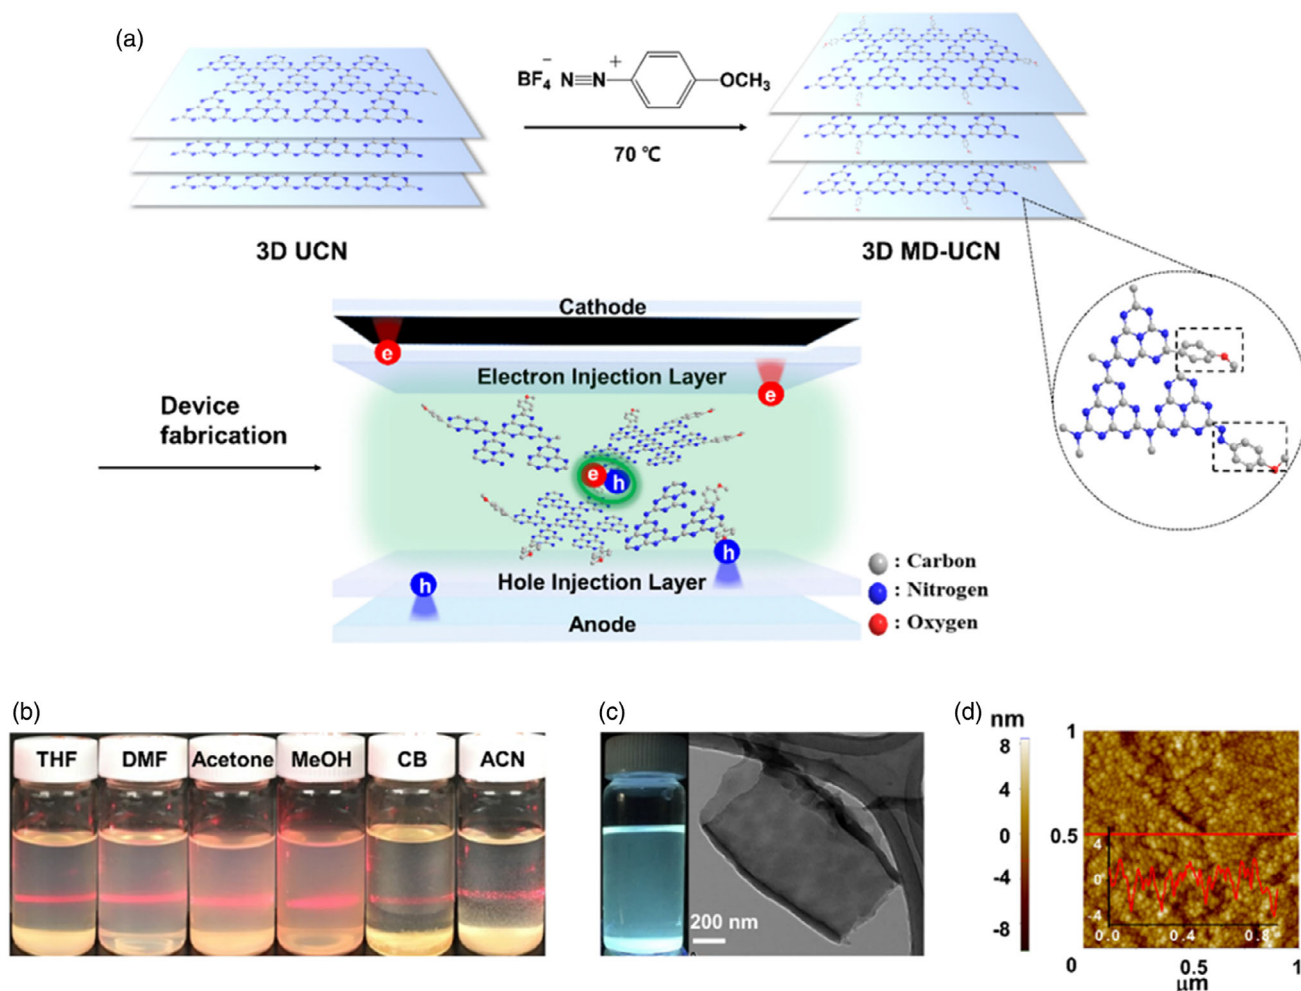 (a)
BF4 − N≡N + OCH3
70 ℃
3D UCN
3D MD-UCN
Device
fabrication
Cathode
e
Electron Injection Layer
e
e
h
h
h
Hole Injection Layer
Anode
: Carbon
: Nitrogen
: Oxygen
(b)
THF DMF Acetone MeOH CB ACN
(c)
200 nm
(d)
nm
8
4
0
-4
-8
1
0.5
4
0
-4
0.0 0.4 0.8
0 0.5 1
μm